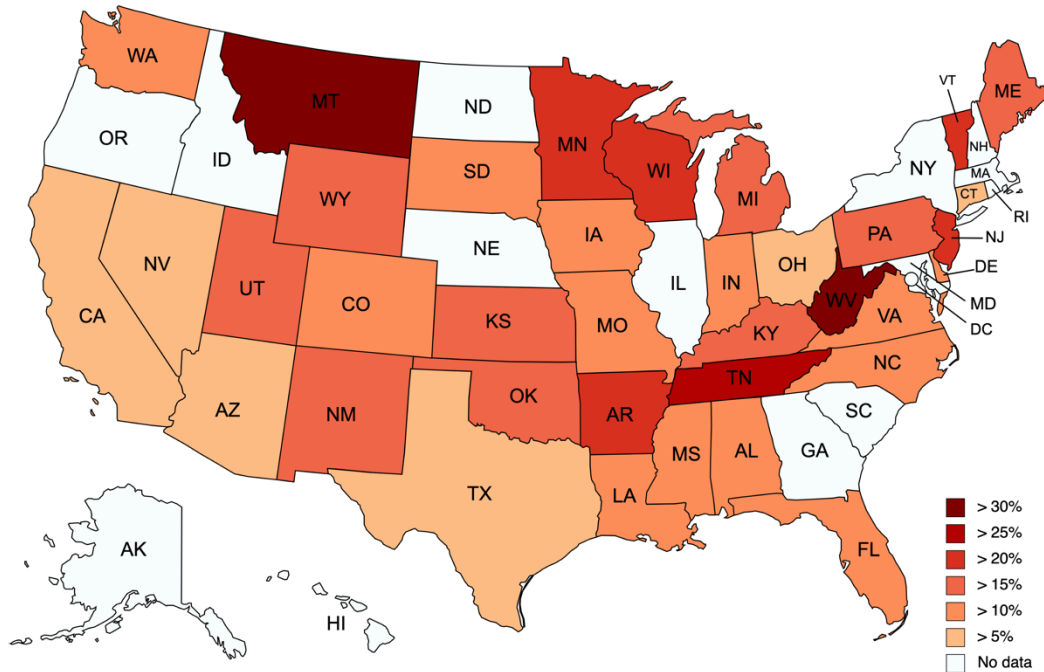 WA
MT
ND
MN
VT
ME
OR
ID
SD
WI
NH
NY
MA
WY
MI
CT
RI
IA
PA
NJ
NE
NV
OH
DE
UT
CO
IL
IN
WV
MD
CA
KS
MO
VA
DC
KY
NC
TN
AZ
NM
OK
AR
SC
MS
AL
GA
TX
LA
> 30%
> 25%
AK
FL
> 20%
> 15%
HI
> 10%
> 5%
No data